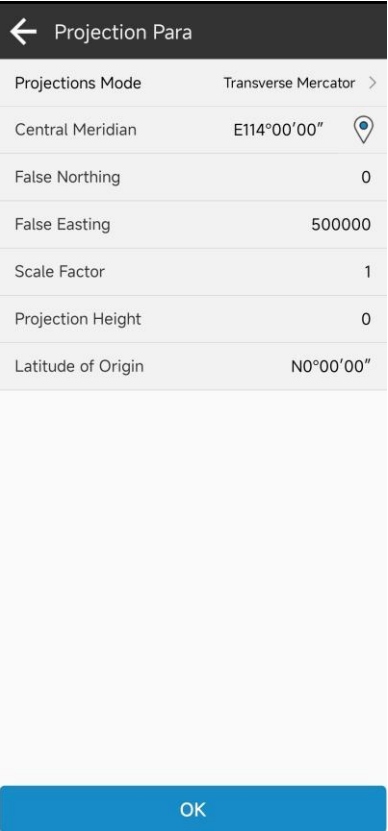 Projection Para
Projections Mode Transverse Mercator >
Central Meridian E114°00′00″
False Northing 0
False Easting 500000
Scale Factor 1
Projection Height 0
Latitude of Origin N0°00′00″
OK